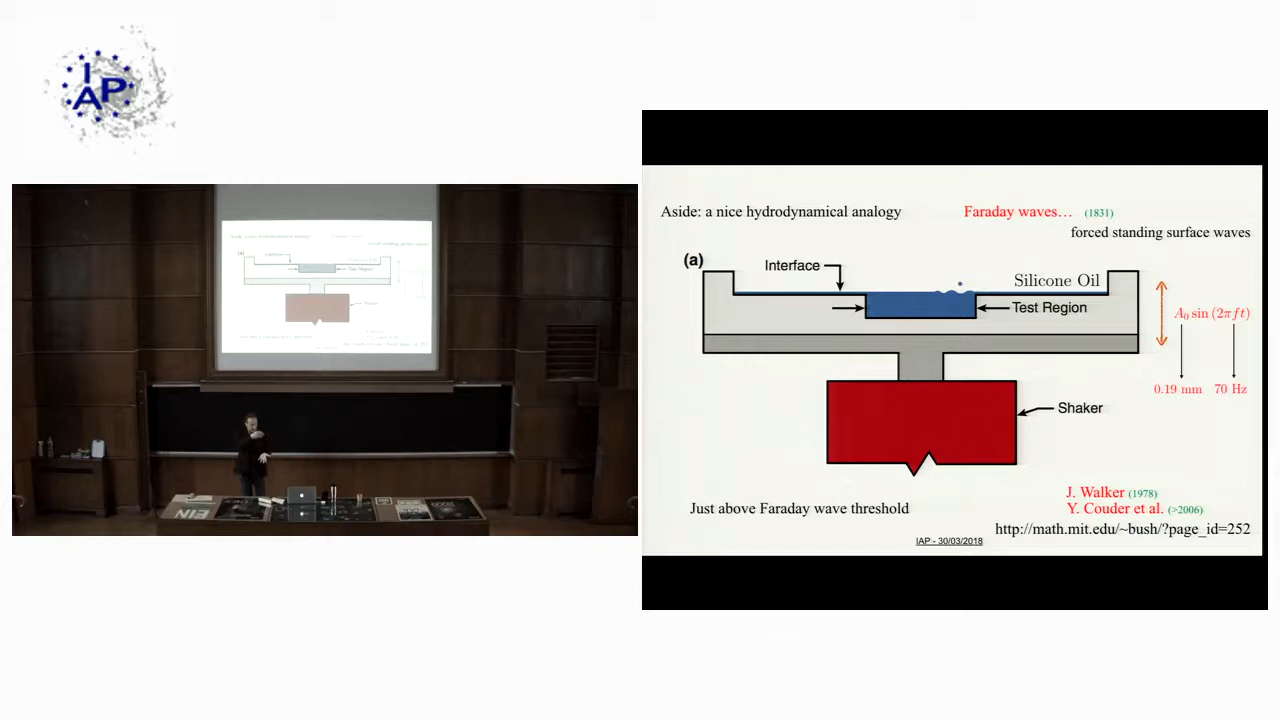 I
AP
Aside: a nice hydrodynamical analogy
Faraday waves… (1831)
forced standing surface waves
(a)
Interface
Silicone Oil
Test Region
A₀ sin (2πft)
0.19 mm 70 Hz
Shaker
J. Walker (1978)
Just above Faraday wave threshold
Y. Couder et al. (>2006)
http://math.mit.edu/~bush/?page_id=252
IAP - 30/03/2018